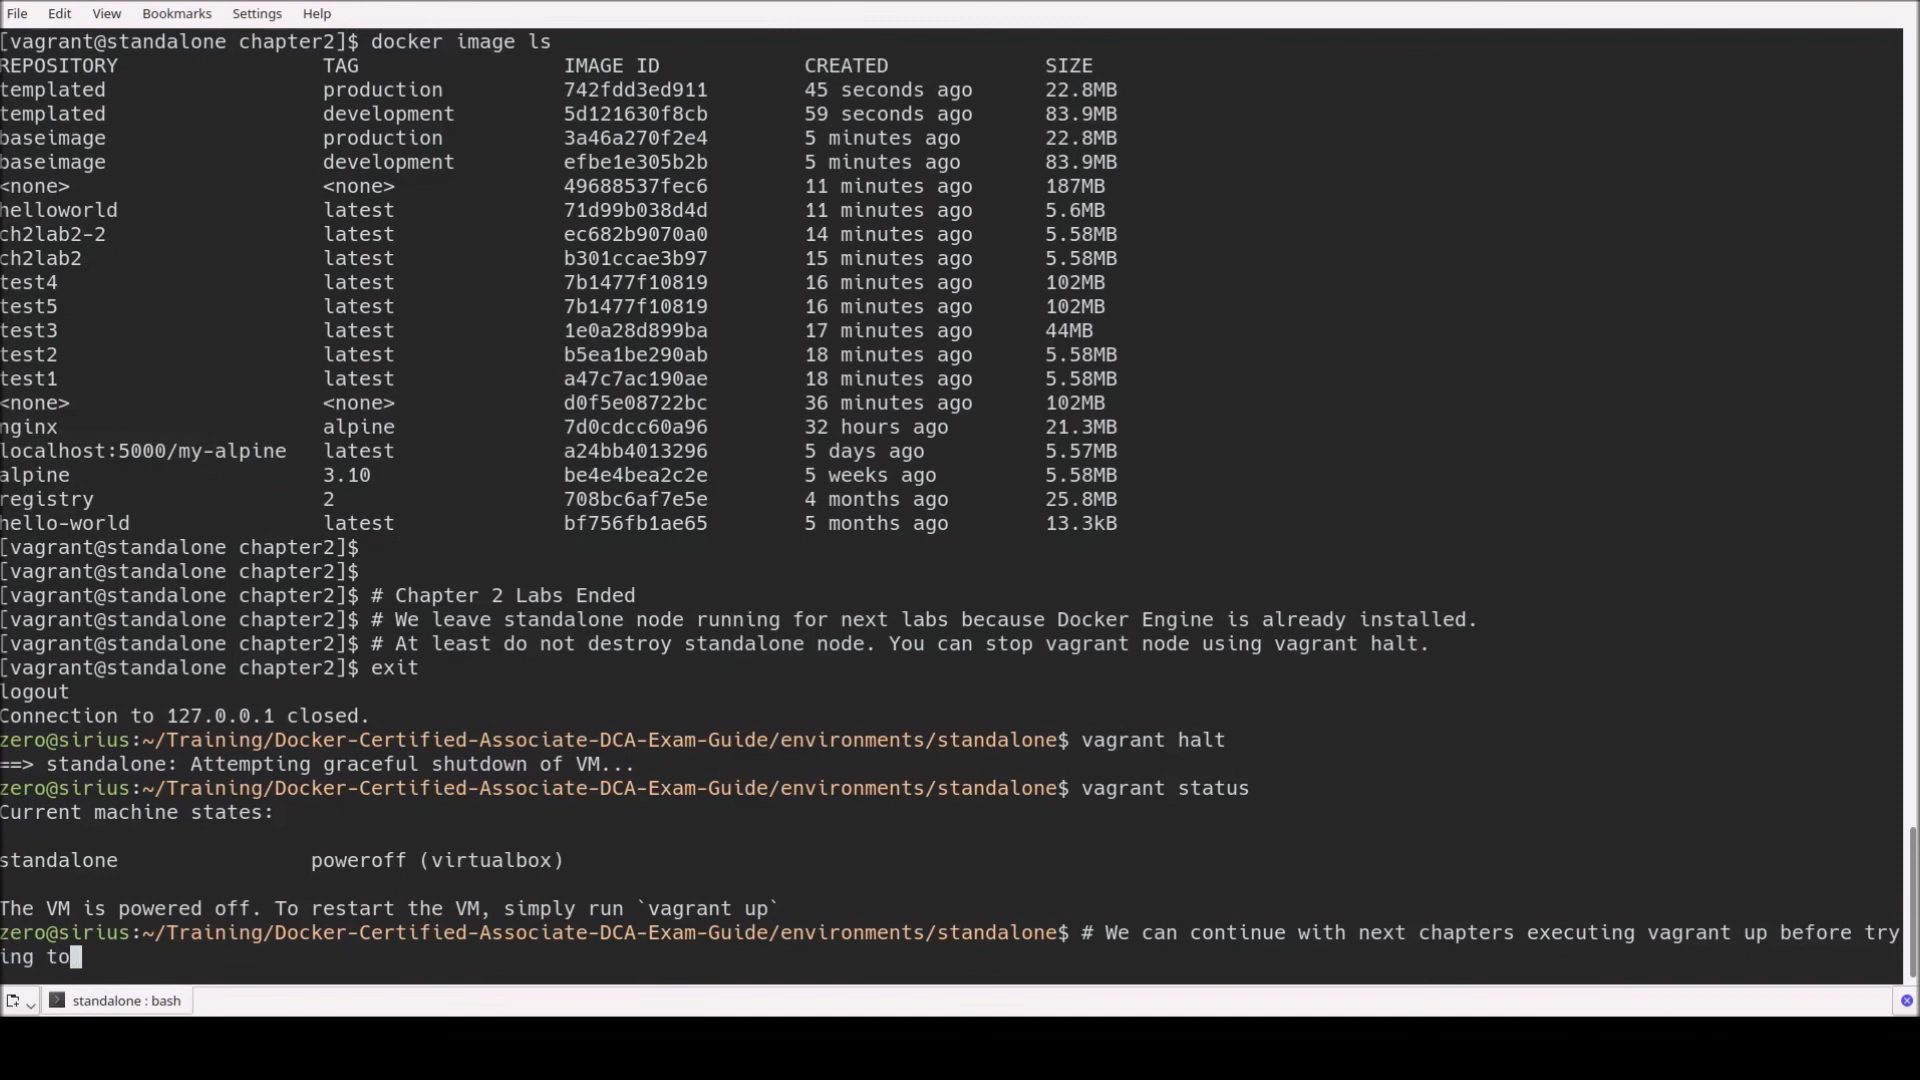 File Edit View Bookmarks Settings Help
[vagrant@standalone chapter2]$ docker image ls
REPOSITORY TAG IMAGE ID CREATED SIZE
templated production 742fdd3ed911 45 seconds ago 22.8MB
templated development 5d121630f8cb 59 seconds ago 83.9MB
baseimage production 3a46a270f2e4 5 minutes ago 22.8MB
baseimage development efbe1e305b2b 5 minutes ago 83.9MB
<none> <none> 49688537fec6 11 minutes ago 187MB
helloworld latest 71d99b038d4d 11 minutes ago 5.6MB
ch2lab2-2 latest ec682b9070a0 14 minutes ago 5.58MB
ch2lab2 latest b301ccae3b97 15 minutes ago 5.58MB
test4 latest 7b1477f10819 16 minutes ago 102MB
test5 latest 7b1477f10819 16 minutes ago 102MB
test3 latest 1e0a28d899ba 17 minutes ago 44MB
test2 latest b5ea1be290ab 18 minutes ago 5.58MB
test1 latest a47c7ac190ae 18 minutes ago 5.58MB
<none> <none> d0f5e08722bc 36 minutes ago 102MB
nginx alpine 7d0cdcc60a96 32 hours ago 21.3MB
localhost:5000/my-alpine latest a24bb4013296 5 days ago 5.57MB
alpine 3.10 be4e4bea2c2e 5 weeks ago 5.58MB
registry 2 708bc6af7e5e 4 months ago 25.8MB
hello-world latest bf756fb1ae65 5 months ago 13.3kB
[vagrant@standalone chapter2]$
[vagrant@standalone chapter2]$
[vagrant@standalone chapter2]$ # Chapter 2 Labs Ended
[vagrant@standalone chapter2]$ # We leave standalone node running for next labs because Docker Engine is already installed.
[vagrant@standalone chapter2]$ # At least do not destroy standalone node. You can stop vagrant node using vagrant halt.
[vagrant@standalone chapter2]$ exit
logout
Connection to 127.0.0.1 closed.
zero@sirius:~/Training/Docker-Certified-Associate-DCA-Exam-Guide/environments/standalone$ vagrant halt
==> standalone: Attempting graceful shutdown of VM...
zero@sirius:~/Training/Docker-Certified-Associate-DCA-Exam-Guide/environments/standalone$ vagrant status
Current machine states:
standalone poweroff (virtualbox)
The VM is powered off. To restart the VM, simply run `vagrant up`
zero@sirius:~/Training/Docker-Certified-Associate-DCA-Exam-Guide/environments/standalone$ # We can continue with next chapters executing vagrant up before try
ing to
standalone : bash